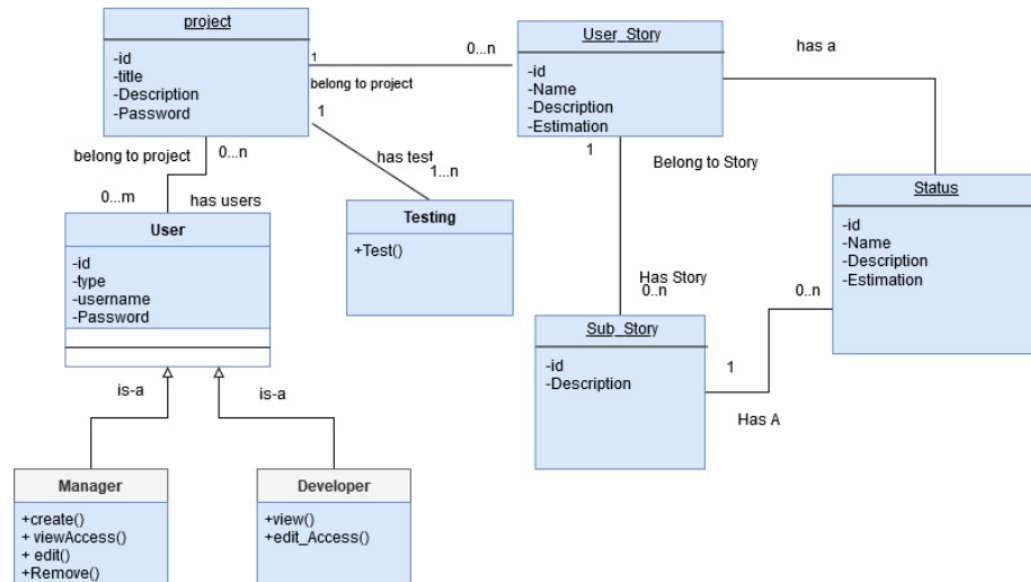 project
-id
-title
-Description
-Password
1
0...n
belong to project
1
User_Story
-id
-Name
-Description
-Estimation
has a
belong to project
0...n
has test
1...n
1
Belong to Story
0...m
has users
User
-id
-type
-username
-Password
Testing
+Test()
Status
-id
-Name
-Description
-Estimation
Has Story
0..n
0..n
Sub_Story
-id
-Description
1
Has A
is-a
is-a
Manager
+create()
+ viewAccess()
+ edit()
+Remove()
Developer
+view()
+edit_Access()